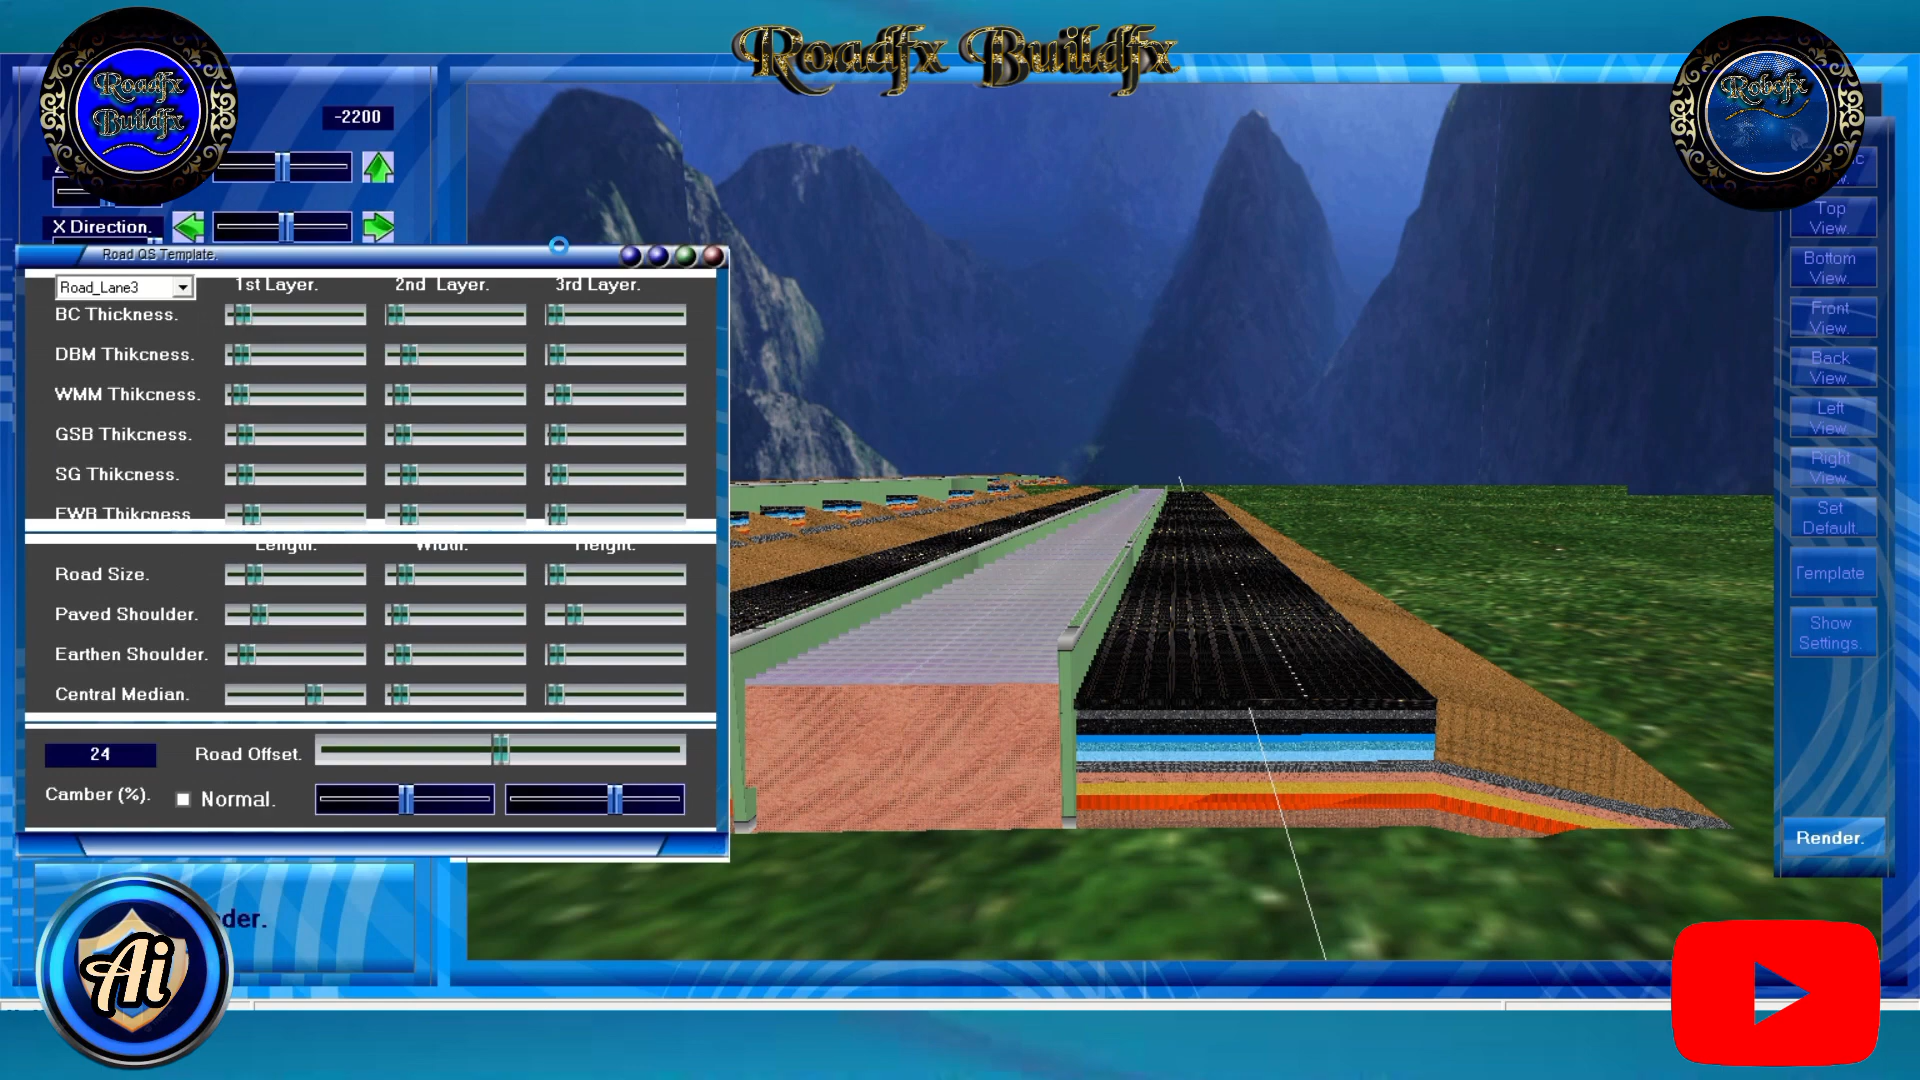 Roadfx Buildfx
Roadfx
Buildfx
Robofx
-2200
X Direction.
Road QS Template.
Road_Lane3
1st Layer.
2nd Layer.
3rd Layer.
BC Thickness.
DBM Thikcness.
WMM Thikcness.
GSB Thikcness.
SG Thikcness.
EWB Thikcness
Length.
Width.
Height.
Road Size.
Paved Shoulder.
Earthen Shoulder.
Central Median.
24
Road Offset.
Camber (%).
Normal.
Top
View.
Bottom
View.
Front
View.
Back
View.
Left
View.
Right
View.
Set
Default.
Template
Show
Settings.
Render.
Ai